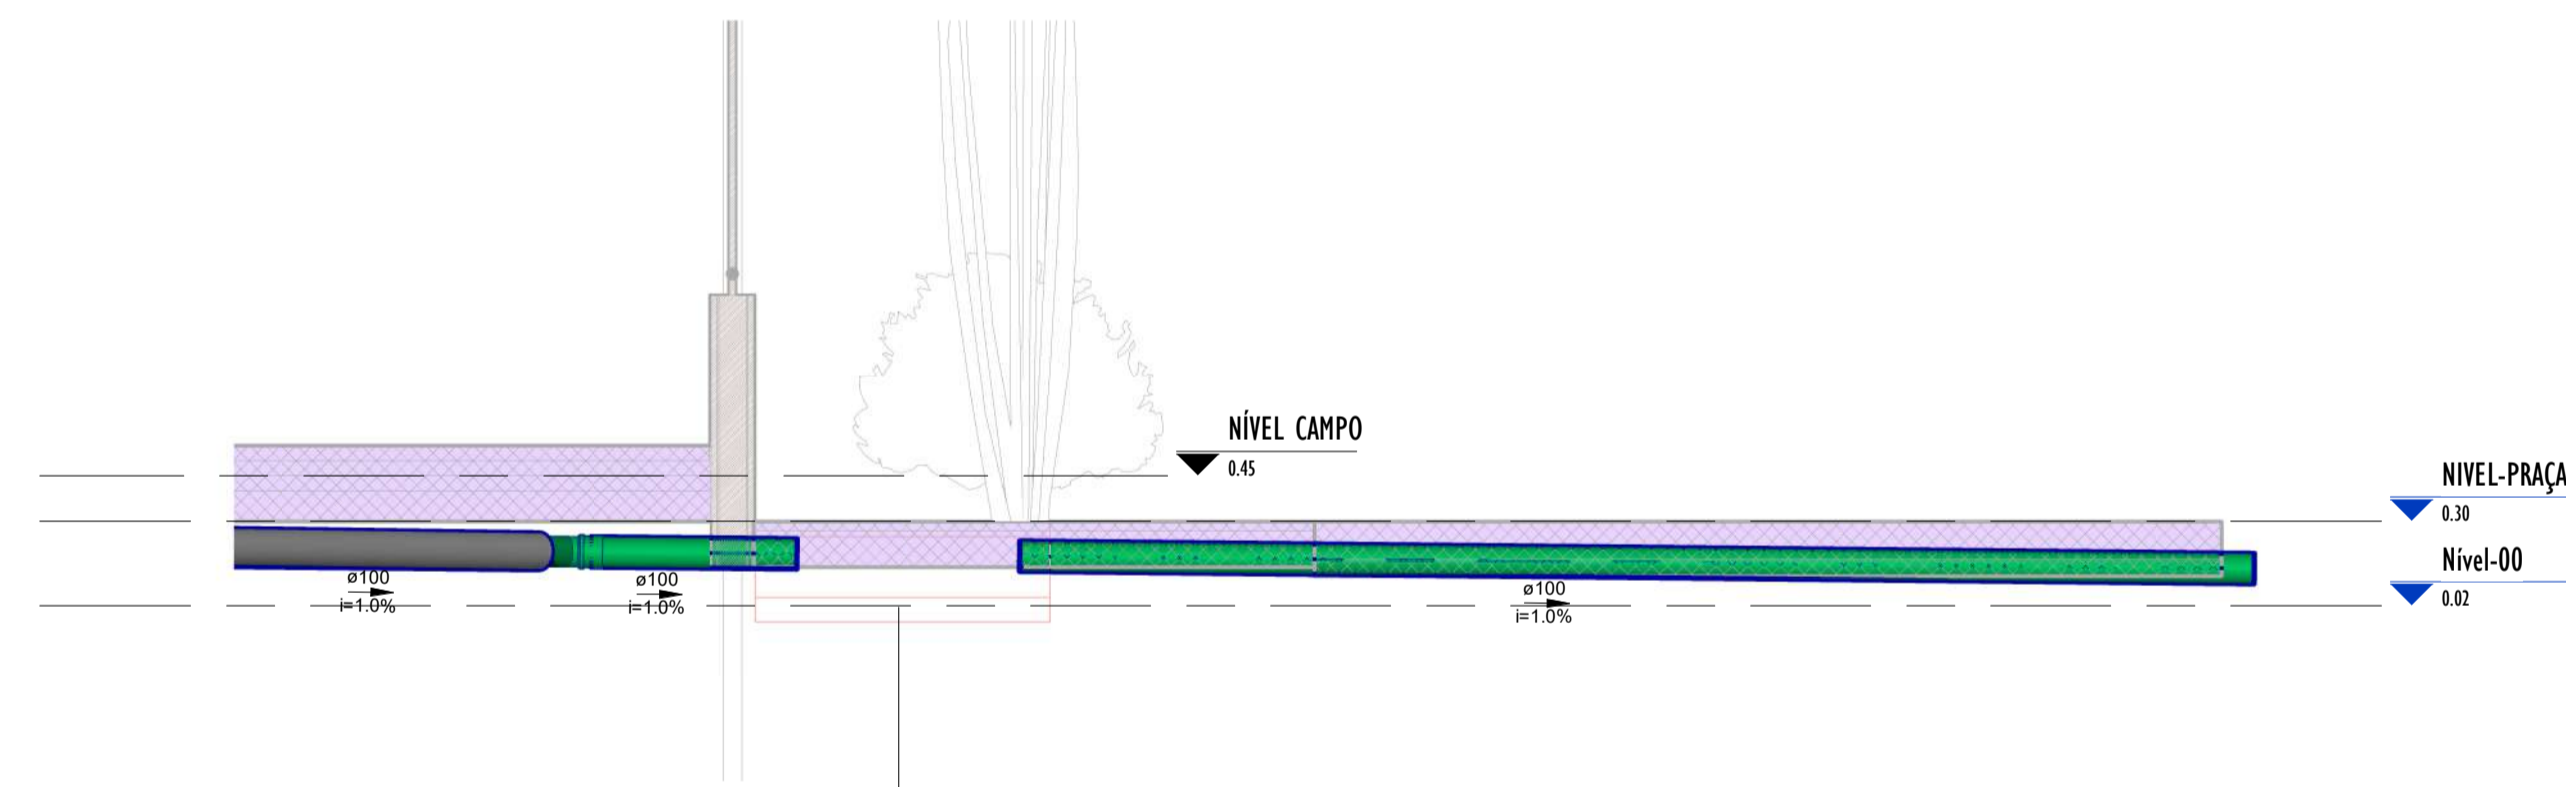 NÍVEL CAMPO
0.45
NIVEL-PRAÇA
0.30
Nível-00
0.02
ø100
i=1.0%
ø100
i=1.0%
ø100
i=1.0%